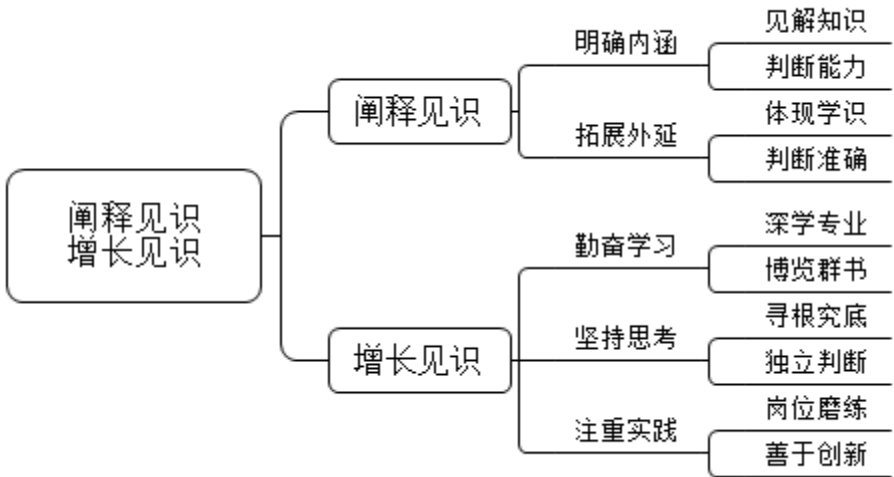 阐释见识
增长见识
阐释见识
明确内涵
见解知识
判断能力
拓展外延
体现学识
判断准确
增长见识
勤奋学习
深学专业
博览群书
坚持思考
寻根究底
独立判断
注重实践
岗位磨练
善于创新